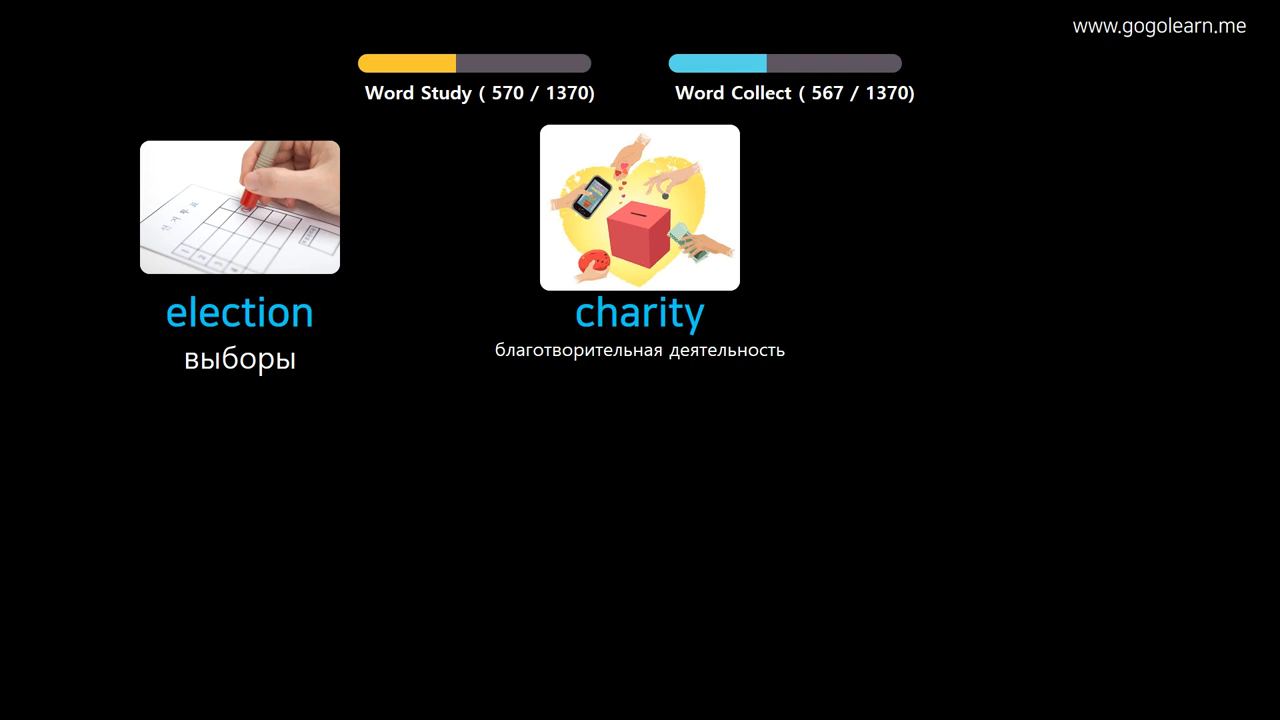 www.gogolearn.me
Word Study ( 570 / 1370)
Word Collect ( 567 / 1370)
election
выборы
charity
благотворительная деятельность